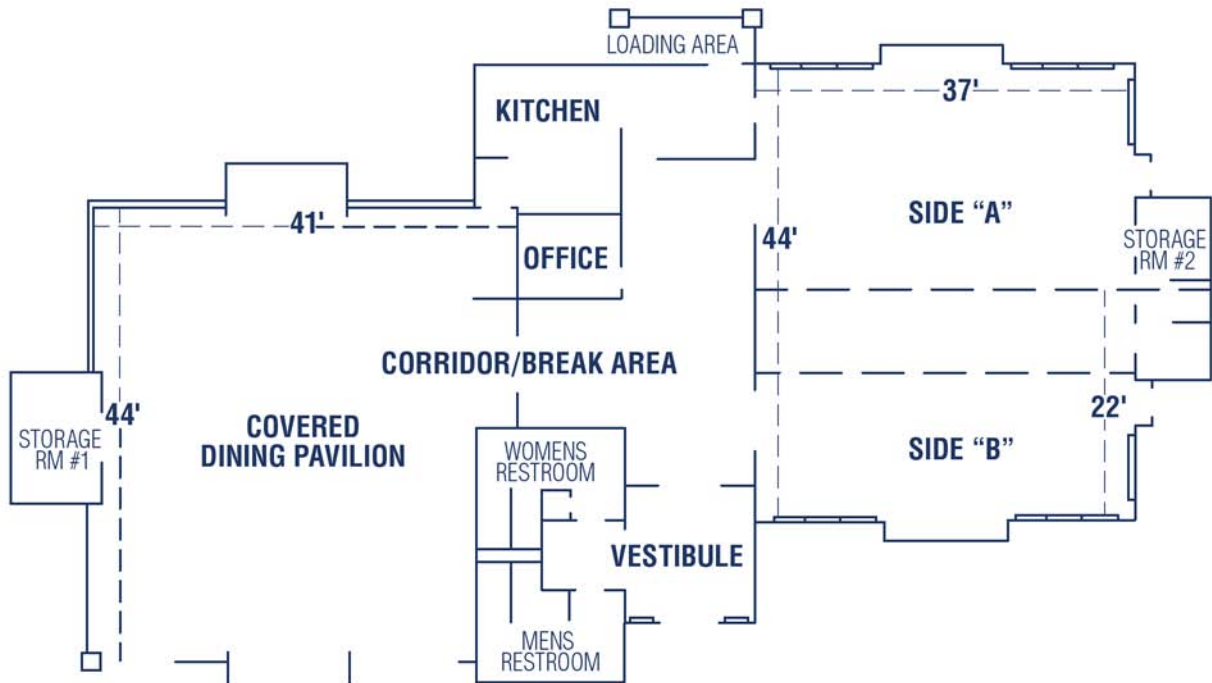 LOADING AREA
KITCHEN
37'
41'
SIDE “A”
44'
STORAGE
RM #2
OFFICE
CORRIDOR/BREAK AREA
44'
22'
STORAGE
RM #1
COVERED
DINING PAVILION
WOMENS
RESTROOM
SIDE “B”
VESTIBULE
MENS
RESTROOM